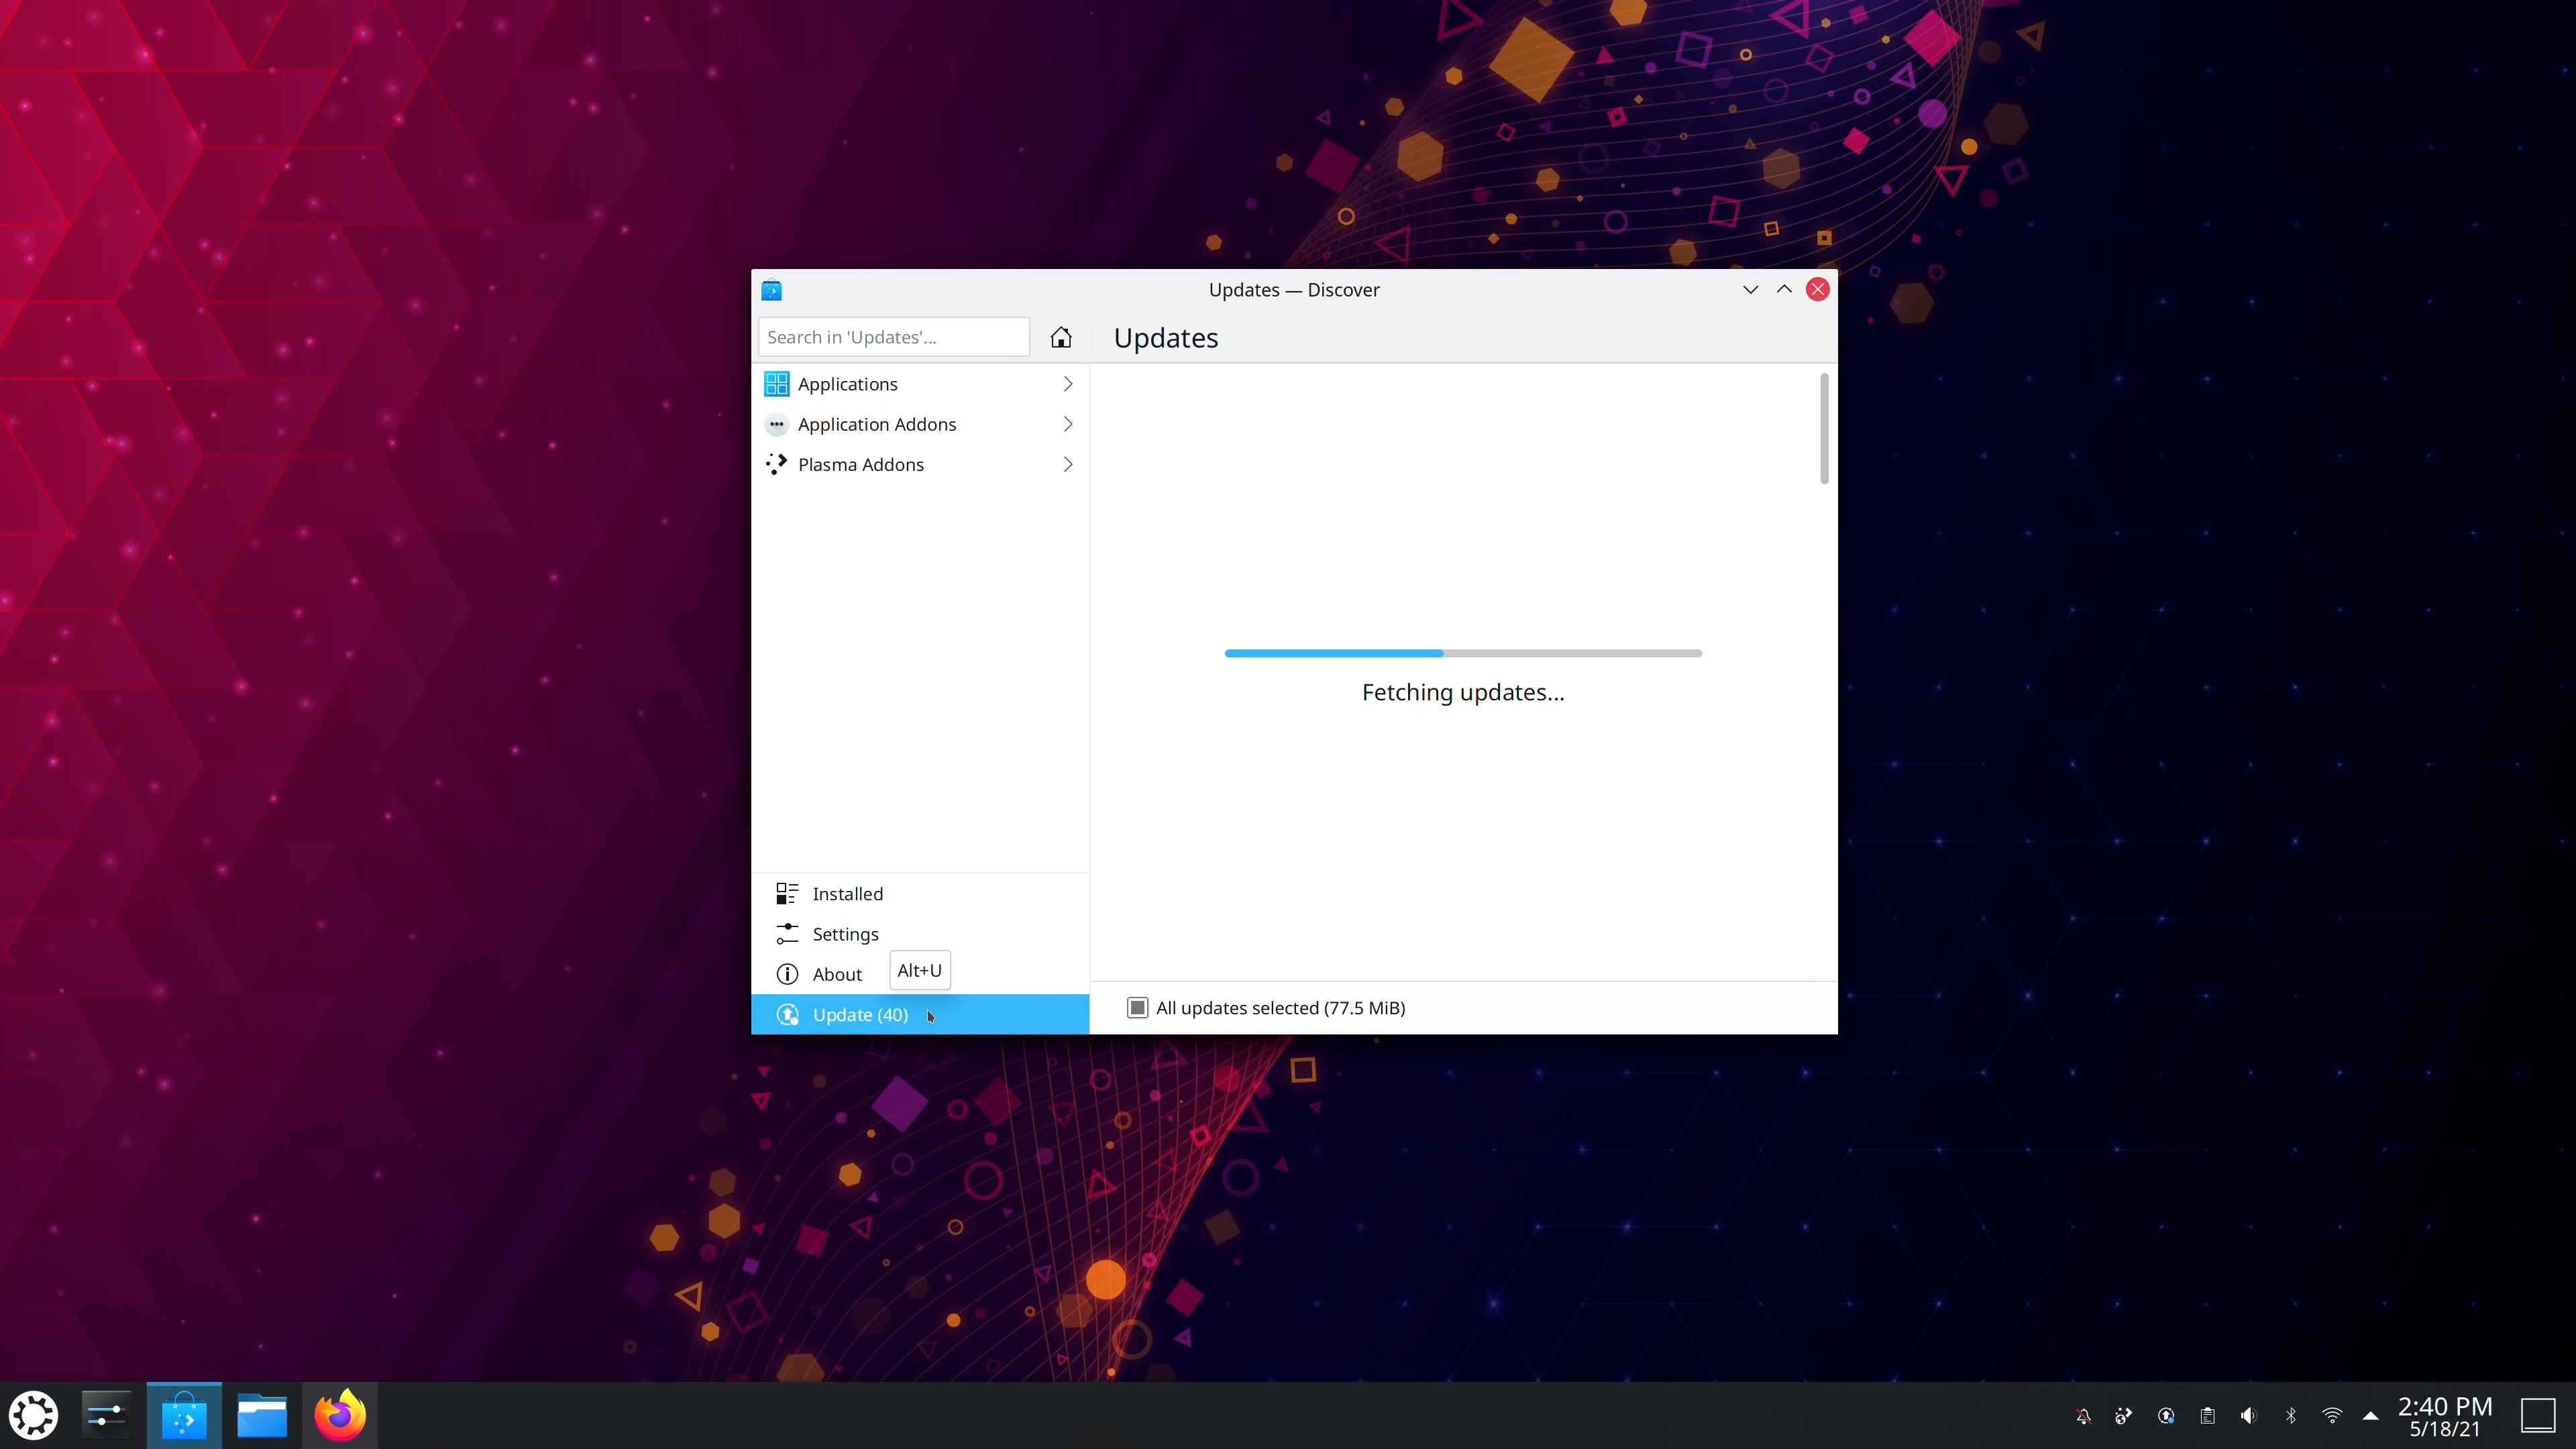 Updates — Discover
Search in 'Updates'...
Updates
Applications
Application Addons
Plasma Addons
Fetching updates...
Installed
Settings
About
Alt+U
Update (40)
All updates selected (77.5 MiB)
2:40 PM
5/18/21